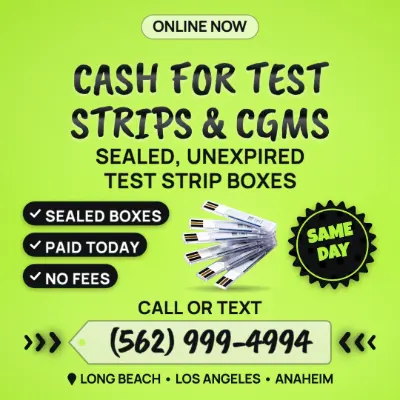 ONLINE NOW
CASH FOR TEST
STRIPS & CGMS
SEALED, UNEXPIRED
TEST STRIP BOXES
✓ SEALED BOXES
✓ PAID TODAY
✓ NO FEES
SAME
DAY
CALL OR TEXT
(562) 999-4994
LONG BEACH • LOS ANGELES • ANAHEIM